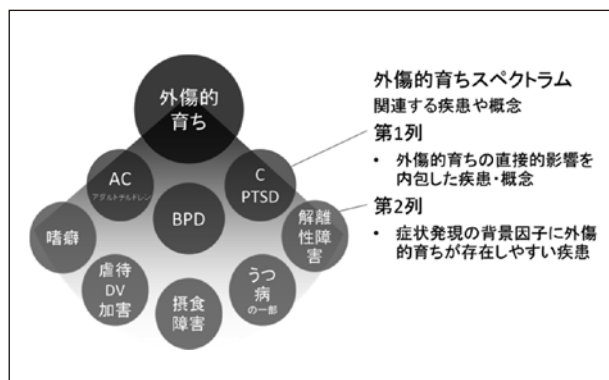 外傷的
育ち
AC
アダルトチルドレン
BPD
C
PTSD
嗜癖
虐待
DV
加害
摂食
障害
うつ
病
の一部
解離
性障
害
外傷的育ちスペクトラム
関連する疾患や概念
第1列
• 外傷的育ちの直接的影響を
内包した疾患・概念
第2列
• 症状発現の背景因子に外傷
的育ちが存在しやすい疾患